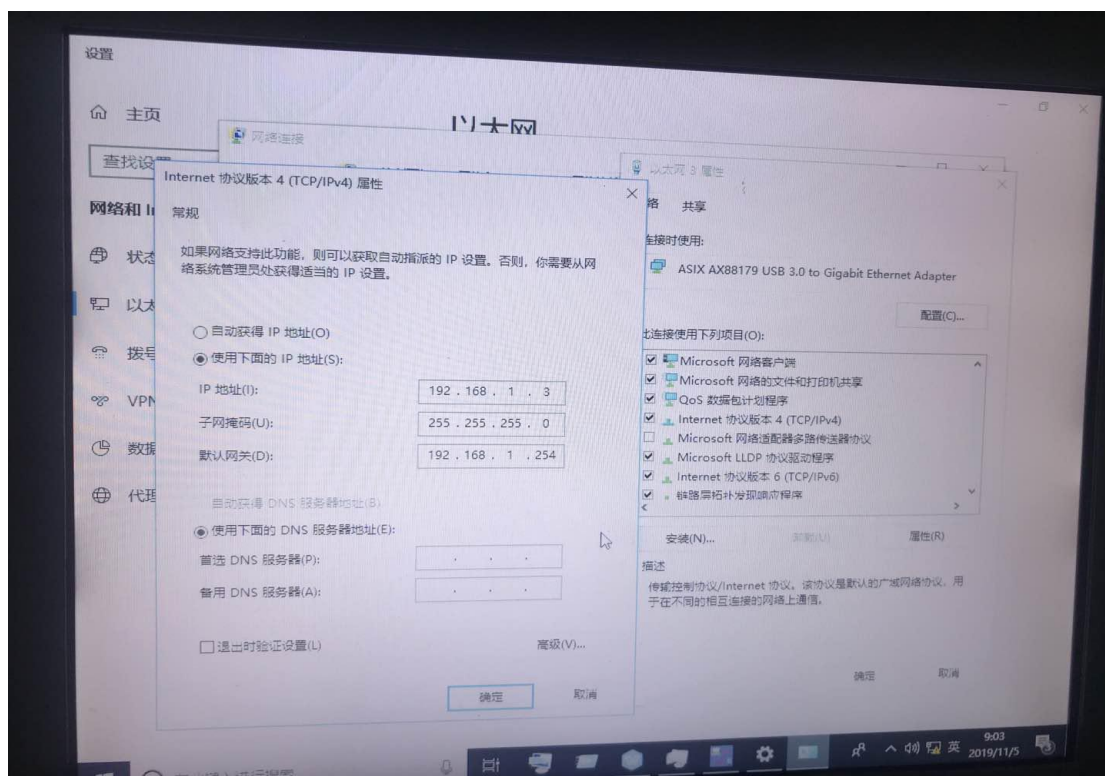 设置
主页
以太网
查找设
网络连接
以太网 3 属性
Internet 协议版本 4 (TCP/IPv4) 属性
网络和 In
常规
络 共享
状态
如果网络支持此功能，则可以获取自动指派的 IP 设置。否则，你需要从网
络系统管理员处获得适当的 IP 设置。
连接时使用:
ASIX AX88179 USB 3.0 to Gigabit Ethernet Adapter
以太
配置(C)...
自动获得 IP 地址(O)
此连接使用下列项目(O):
拨号
使用下面的 IP 地址(S):
Microsoft 网络客户端
Microsoft 网络的文件和打印机共享
IP 地址(I):
192 . 168 . 1 . 3
VPN
QoS 数据包计划程序
子网掩码(U):
255 . 255 . 255 . 0
Internet 协议版本 4 (TCP/IPv4)
Microsoft 网络适配器多路传送器协议
数据
默认网关(D):
192 . 168 . 1 . 254
Microsoft LLDP 协议驱动程序
Internet 协议版本 6 (TCP/IPv6)
代理
自动获得 DNS 服务器地址(B)
链路层拓扑发现响应程序
使用下面的 DNS 服务器地址(E):
安装(N)...
卸载(U)
属性(R)
首选 DNS 服务器(P):
描述
备用 DNS 服务器(A):
传输控制协议/Internet 协议。该协议是默认的广域网络协议，用
于在不同的相互连接的网络上通信。
退出时验证设置(L)
高级(V)...
确定
取消
确定
取消
英
9:03
2019/11/5